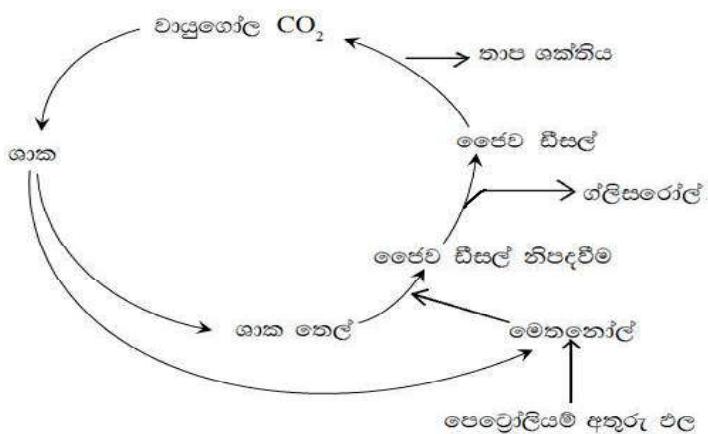 වායුගෝල CO₂
තාප ශක්තිය
ජෛව ඩීසල්
ශාක
ග්ලිසරෝල්
ජෛව ඩීසල් නිපදවීම
ශාක තෙල්
මෙතනෝල්
පෙට්‍රෝලියම් අතුරු ඵල